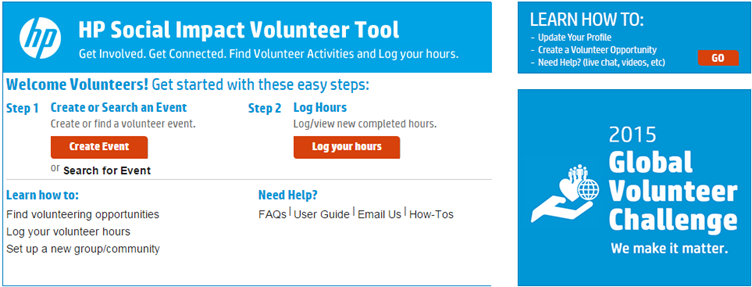 hp
HP Social Impact Volunteer Tool
Get Involved. Get Connected. Find Volunteer Activities and Log your hours.
Welcome Volunteers! Get started with these easy steps:
Step 1 Create or Search an Event
Create or find a volunteer event.
Create Event
or Search for Event
Step 2 Log Hours
Log/view new completed hours.
Log your hours
Learn how to:
Find volunteering opportunities
Log your volunteer hours
Set up a new group/community
Need Help?
FAQs | User Guide | Email Us | How-Tos
LEARN HOW TO:
- Update Your Profile
- Create a Volunteer Opportunity
- Need Help? (live chat, videos, etc)
GO
2015
Global
Volunteer
Challenge
We make it matter.